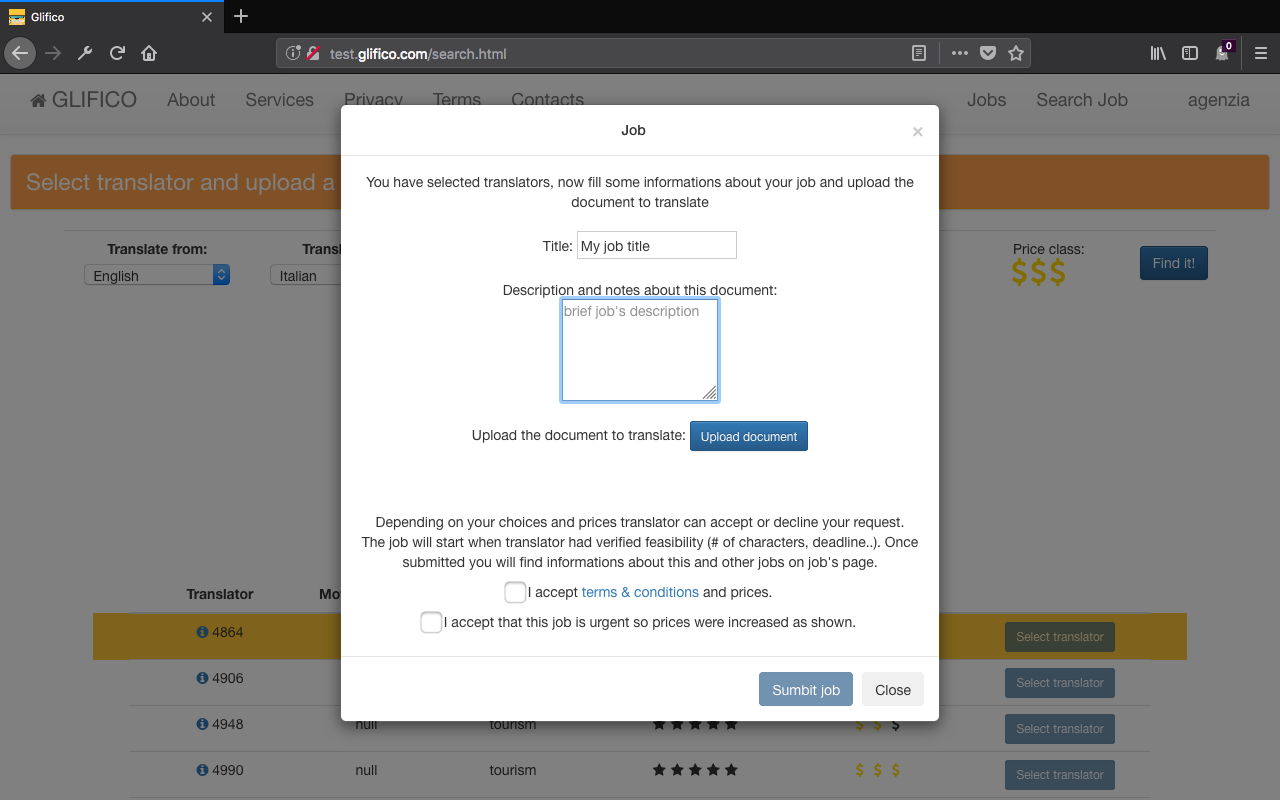 Glifico
0
test.glifico.com/search.html
GLIFICO About Services Privacy Terms Contacts Jobs Search Job agenzia
Job
×
Select translator and upload a
You have selected translators, now fill some informations about your job and upload the
document to translate
Title: My job title
Translate from:
English
Italian
Price class:
$$$
Find it!
Description and notes about this document:
brief job's description
Upload the document to translate: Upload document
Depending on your choices and prices translator can accept or decline your request.
The job will start when translator had verified feasibility (# of characters, deadline..). Once
submitted you will find informations about this and other jobs on job's page.
I accept terms & conditions and prices.
I accept that this job is urgent so prices were increased as shown.
Sumbit job Close
Translator
4864 Select translator
4906 Select translator
4948 null tourism $ $ $ Select translator
4990 null tourism $ $ $ Select translator